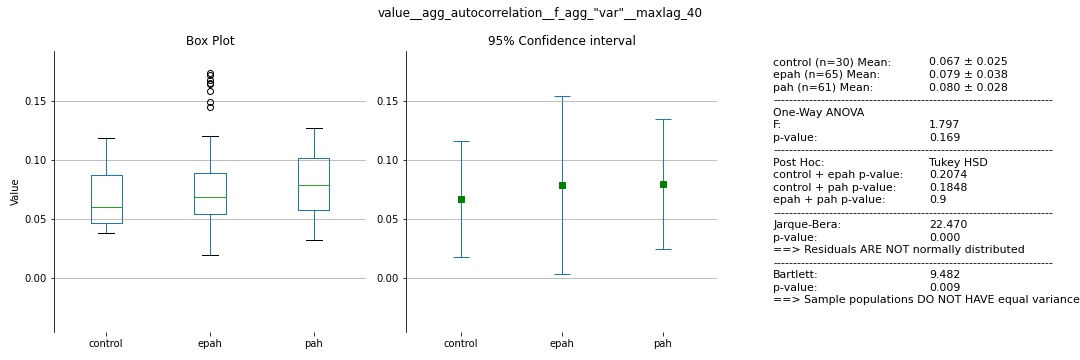 value__agg_autocorrelation__f_agg_"var"__maxlag_40
Box Plot
Value
0.15
0.10
0.05
0.00
control
epah
pah
95% Confidence interval
0.15
0.10
0.05
0.00
control
epah
pah
control (n=30) Mean: 0.067 ± 0.025
epah (n=65) Mean: 0.079 ± 0.038
pah (n=61) Mean: 0.080 ± 0.028
One-Way ANOVA
F: 1.797
p-value: 0.169
Post Hoc: Tukey HSD
control + epah p-value: 0.2074
control + pah p-value: 0.1848
epah + pah p-value: 0.9
Jarque-Bera: 22.470
p-value: 0.000
==> Residuals ARE NOT normally distributed
Bartlett: 9.482
p-value: 0.009
==> Sample populations DO NOT HAVE equal variance